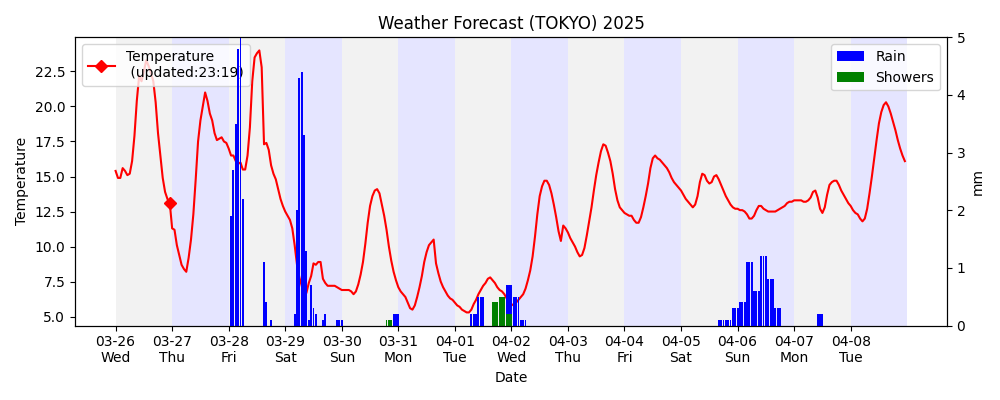 Weather Forecast (TOKYO) 2025
Temperature
(updated:23:19)
Rain
Showers
Temperature
22.5
20.0
17.5
15.0
12.5
10.0
7.5
5.0
5
4
3
2
1
0
mm
03-26 03-27 03-28 03-29 03-30 03-31 04-01 04-02 04-03 04-04 04-05 04-06 04-07 04-08
Wed Thu Fri Sat Sun Mon Tue Wed Thu Fri Sat Sun Mon Tue
Date